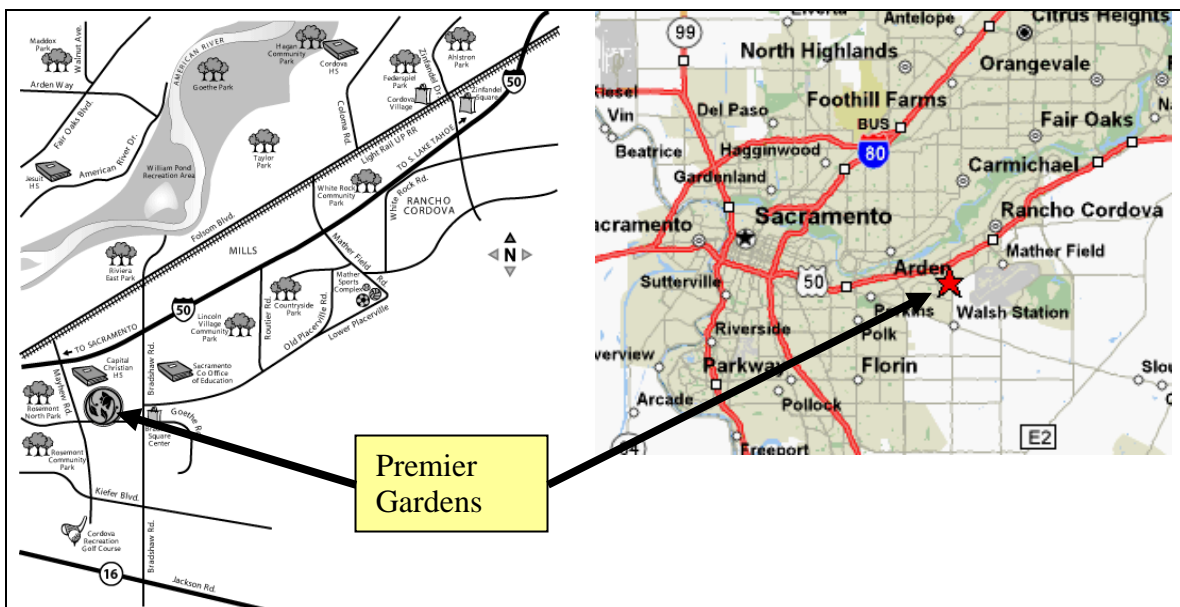 Maddox
Park
Walnut Ave.
Arden Way
Fair Oaks Blvd.
American River Dr.
Jesuit
HS
AMERICAN RIVER
Goethe Park
William Pond
Recreation Area
Hagan
Community
Park
Cordova
HS
Taylor
Park
Coloma Rd.
Federspiel
Park
Cordova
Village
Zinfandel Dr.
Ahlstron
Park
Zinfandel
Square
50
Light Rail UP RR
TO S. LAKE TAHOE
Folsom Blvd.
White Rock
Community
Park
White Rock Rd.
RANCHO
CORDOVA
MILLS
Riviera
East Park
Mather Field Rd.
Mather
Sports
Complex
N
50
Lincoln
Village
Community
Park
Routier Rd.
Countryside
Park
Old Placerville
Lower Placerville
TO SACRAMENTO
Capital
Christian
HS
Bradshaw Rd.
Sacramento
Co Office
of Education
Mayhew Rd.
Rosemont
North Park
Goethe R
Square
Center
Rosemont
Community
Park
Kiefer Blvd.
Cordova
Recreation
Golf Course
Bradshaw Rd.
16
Jackson Rd.
Premier
Gardens
99
Antelope
Citrus Heights
North Highlands
Orangevale
Vin
Del Paso
Foothill Farms
BUS
80
Fair Oaks
Beatrice
Hagginwood
Carmichael
Gardenland
Sacramento
Rancho Cordova
acramento
Mather Field
Arden
Sutterville
50
Walsh Station
Riverside
Polk
erview
Parkway
Florin
Slou
Arcade
Pollock
E2
Freeport